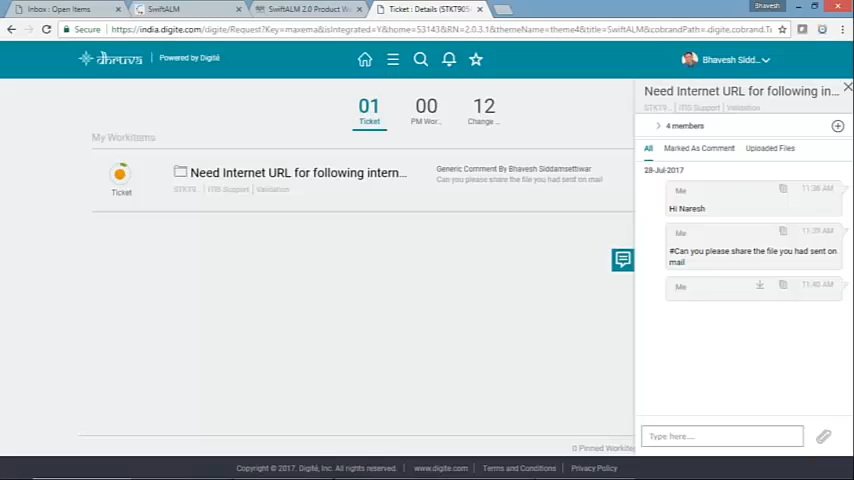 Bhavesh
Inbox : Open Items
SwiftALM
SwiftALM 2.0 Product W
Ticket : Details (STKT905
Secure
https://india.digite.com/digite/Request?Key=maxema&isIntegrated=Y&home=53143&RN=2.0.3.1&themeName=theme4&title=SwiftALM&cobrandPath=.digite.cobrand.T
dhruva
Powered by Digité
Bhavesh Sidd...
01
Ticket
00
PM Wor..
12
Change ..
My Workitems
Ticket
Need Internet URL for following intern...
STKT9..
ITIS Support
Validation
Generic Comment By Bhavesh Siddamsettiwar
Can you please share the file you had sent on mail
Need Internet URL for following in...
STKT9..
ITIS Support
Validation
4 members
All
Marked As Comment
Uploaded Files
28-Jul-2017
Me
11:36 AM
Hi Naresh
Me
11:39 AM
#Can you please share the file you had sent on
mail
Me
11:40 AM
Type here....
0 Pinned Workite
Copyright © 2017. Digité, Inc. All rights reserved.
www.digite.com
Terms and Conditions
Privacy Policy